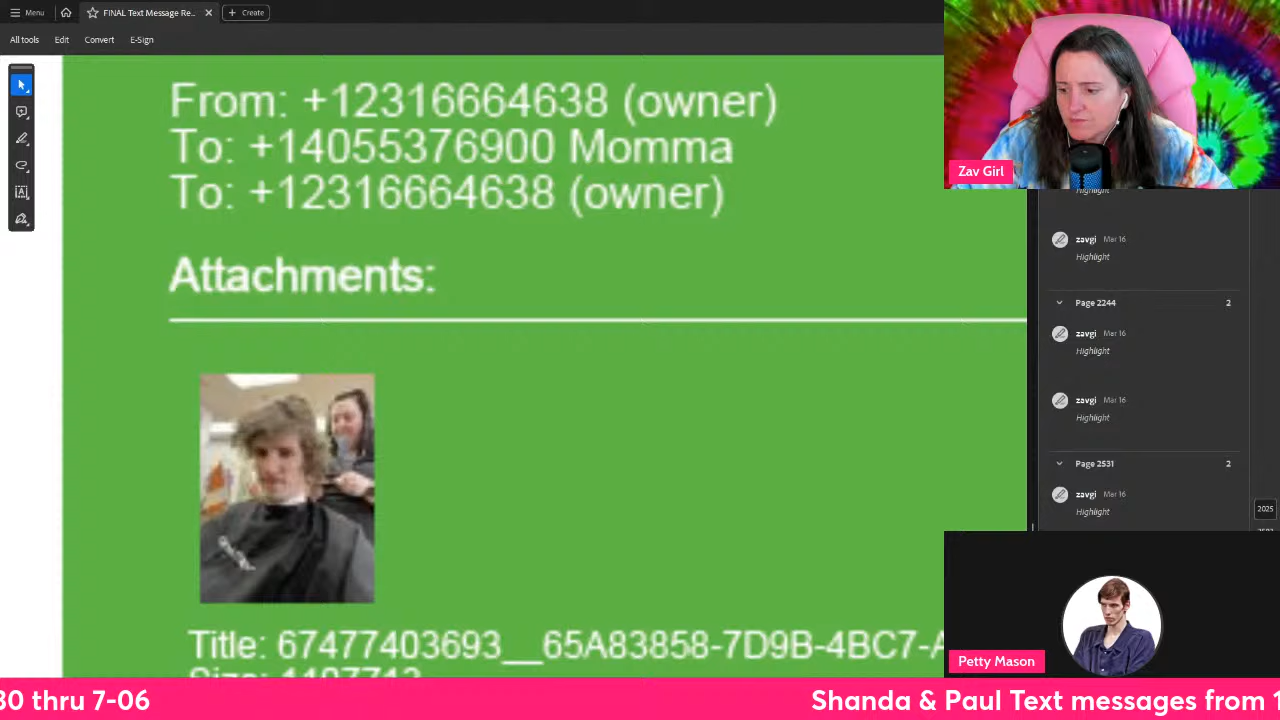 Menu
FINAL Text Message Re...
Create
All tools
Edit
Convert
E-Sign
From: +12316664638 (owner)
To: +14055376900 Momma
To: +12316664638 (owner)
Attachments:
Title: 67477403693__65A83858-7D9B-4BC7-A
Size: 1107713
Zav Girl
Highlight
zavgi Mar 16
Highlight
Page 2244 2
zavgi Mar 16
Highlight
zavgi Mar 16
Highlight
Page 2531 2
zavgi Mar 16
Highlight
2025
Petty Mason
30 thru 7-06
Shanda & Paul Text messages from 1